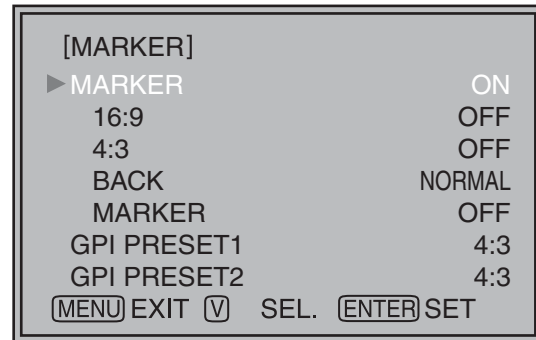 [MARKER]
▶MARKER ON
16:9 OFF
4:3 OFF
BACK NORMAL
MARKER OFF
GPI PRESET1 4:3
GPI PRESET2 4:3
MENU EXIT V SEL. ENTER SET